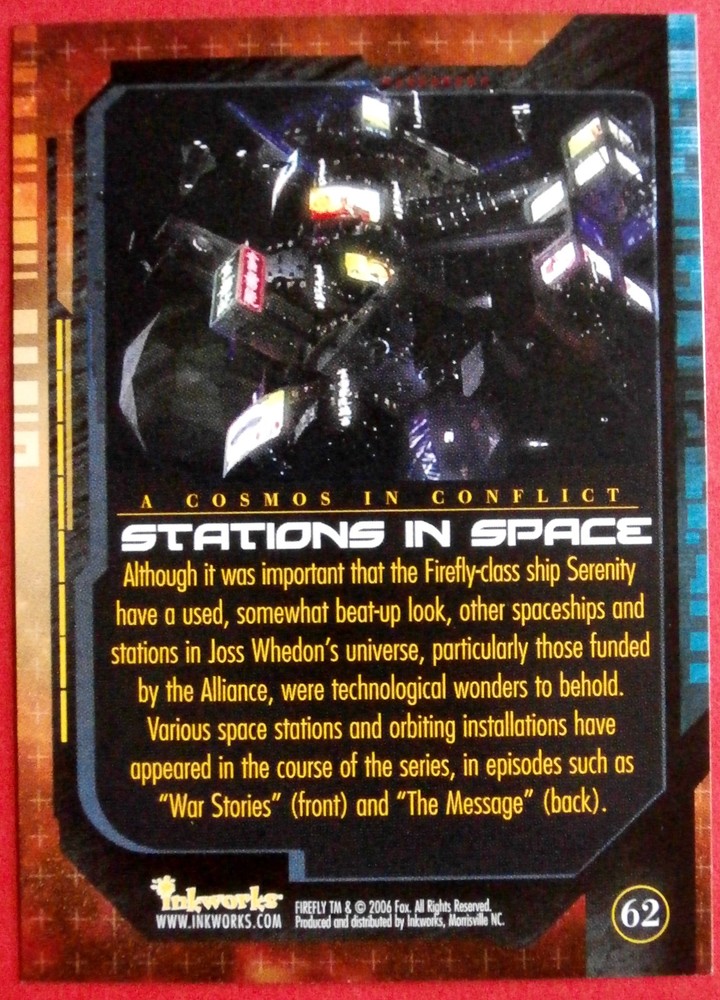 A COSMOS IN CONFLICT
STATIONS IN SPACE
Although it was important that the Firefly-class ship Serenity
have a used, somewhat beat-up look, other spaceships and
stations in Joss Whedon's universe, particularly those funded
by the Alliance, were technological wonders to behold.
Various space stations and orbiting installations have
appeared in the course of the series, in episodes such as
“War Stories” (front) and “The Message” (back).
inkworks
WWW.INKWORKS.COM
FIREFLY TM & © 2006 Fox. All Rights Reserved.
Produced and distributed by Inkworks, Morrisville NC.
62